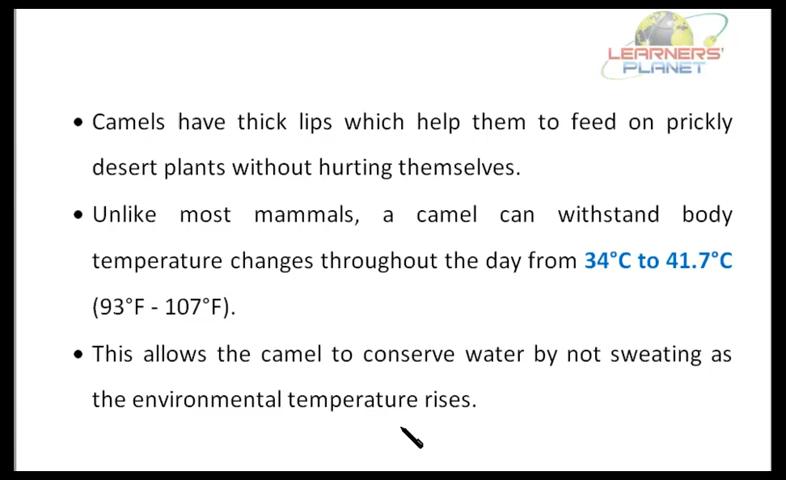 LEARNERS'
PLANET
• Camels have thick lips which help them to feed on prickly
desert plants without hurting themselves.
• Unlike most mammals, a camel can withstand body
temperature changes throughout the day from 34°C to 41.7°C
(93°F - 107°F).
• This allows the camel to conserve water by not sweating as
the environmental temperature rises.